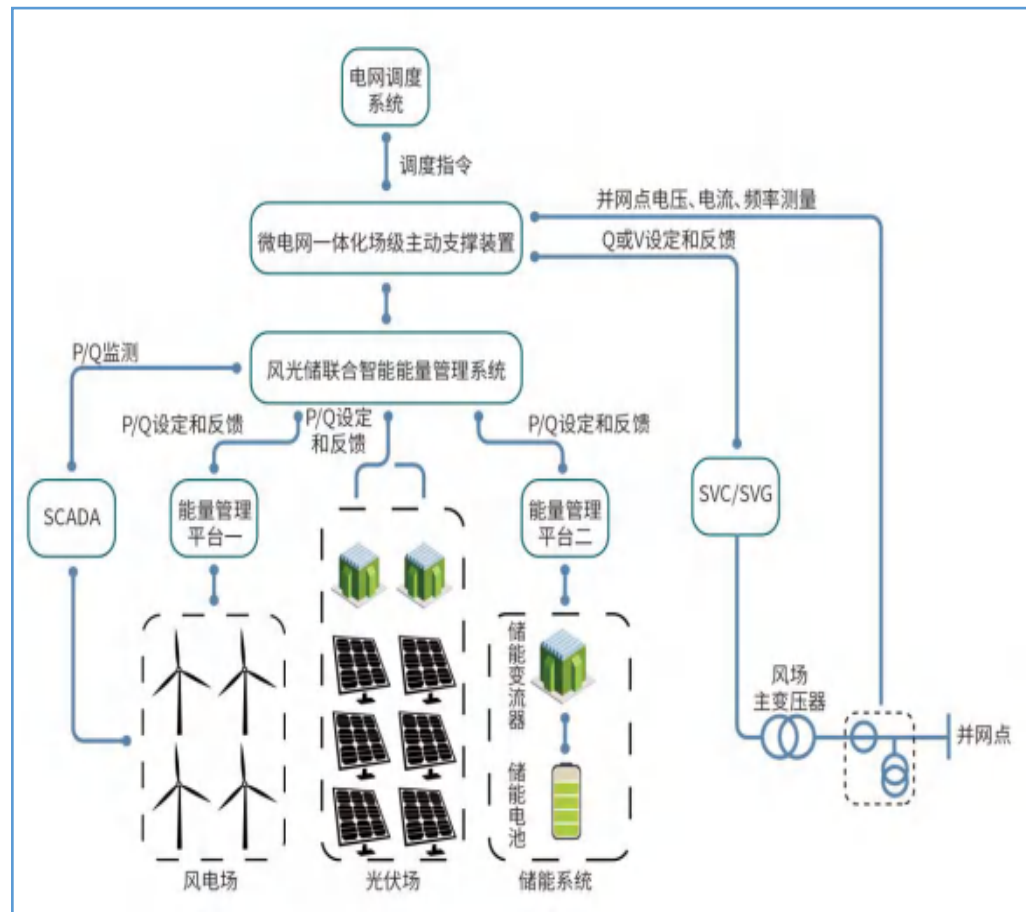 电网调度
系统
调度指令
并网点电压、电流、频率测量
微电网一体化场级主动支撑装置
Q或V设定和反馈
P/Q监测
风光储联合智能能量管理系统
P/Q设定和反馈
P/Q设定
和反馈
P/Q设定和反馈
SCADA
能量管理
平台一
能量管理
平台二
SVC/SVG
储能变流器
风场
主变压器
并网点
储能电池
风电场
光伏场
储能系统